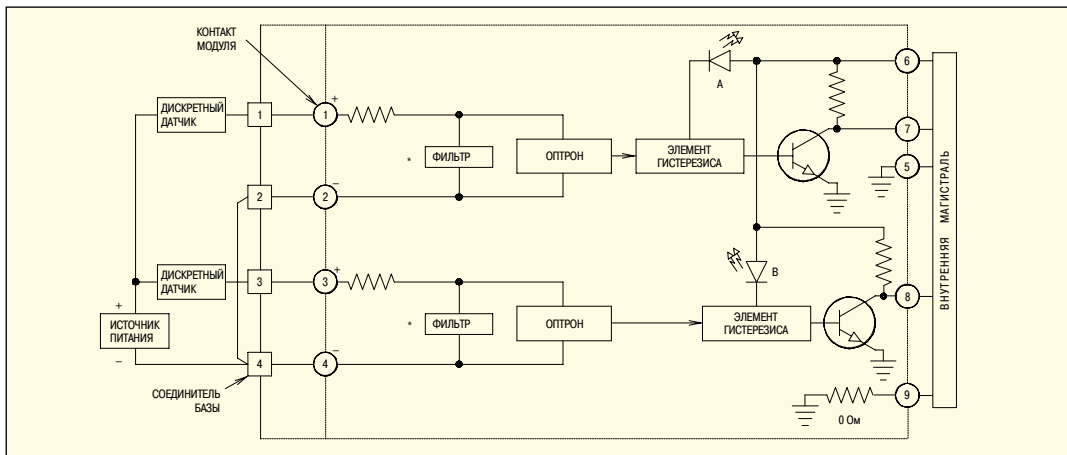 КОНТАКТ
МОДУЛЯ
ДИСКРЕТНЫЙ
ДАТЧИК
1
1
+
*
ФИЛЬТР
ОПТРОН
ЭЛЕМЕНТ
ГИСТЕРЕЗИСА
A
6
7
5
2
2
–
ДИСКРЕТНЫЙ
ДАТЧИК
3
3
+
+
ИСТОЧНИК
ПИТАНИЯ
–
*
ФИЛЬТР
ОПТРОН
B
ЭЛЕМЕНТ
ГИСТЕРЕЗИСА
8
4
4
–
СОЕДИНИТЕЛЬ
БАЗЫ
0 Ом
9
ВНУТРЕННЯЯ МАГИСТРАЛЬ